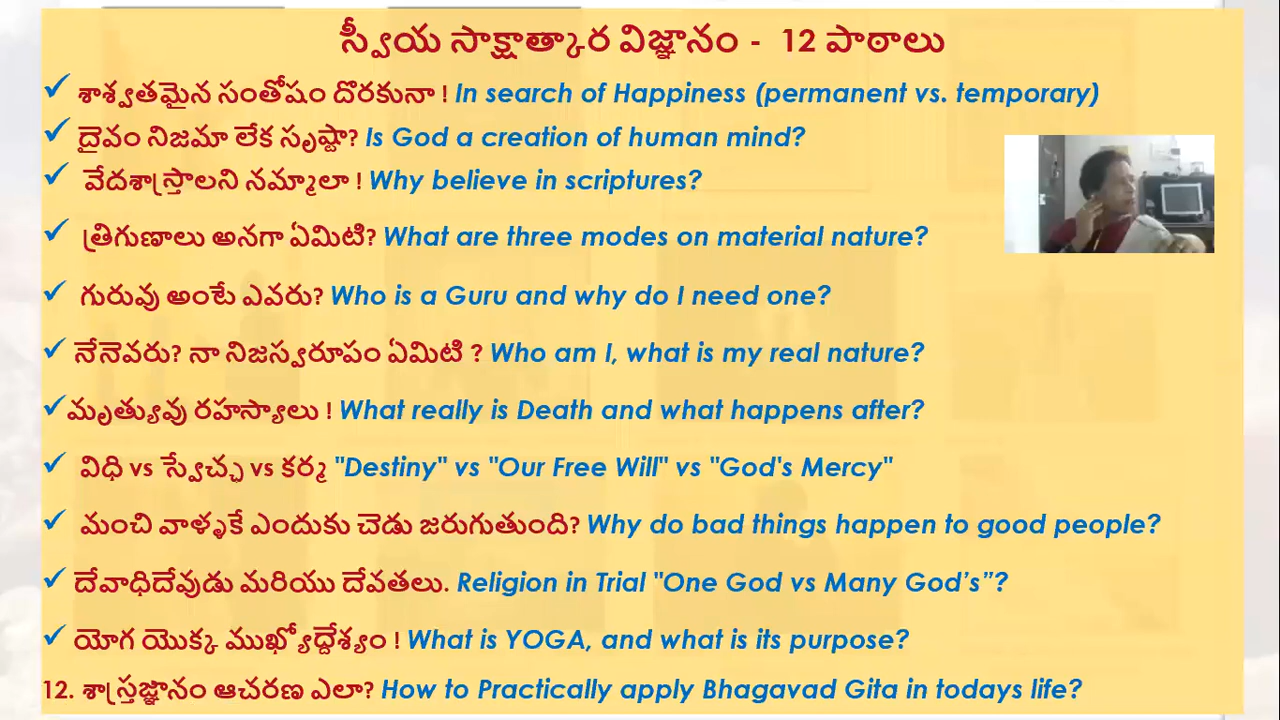 స్వీయ సాక్షాత్కార విజ్ఞానం - 12 పాఠాలు
✓ శాశ్వతమైన సంతోషం దొరకునా ! In search of Happiness (permanent vs. temporary)
✓ దైవం నిజమా లేక సృష్టా? Is God a creation of human mind?
✓ వేదశాస్త్రాలని నమ్మాలా ! Why believe in scriptures?
✓ త్రిగుణాలు అనగా ఏమిటి? What are three modes on material nature?
✓ గురువు అంటే ఎవరు? Who is a Guru and why do I need one?
✓ నేనెవరు? నా నిజస్వరూపం ఏమిటి ? Who am I, what is my real nature?
✓ మృత్యువు రహస్యాలు ! What really is Death and what happens after?
✓ విధి vs స్వేచ్ఛ vs కర్మ "Destiny" vs "Our Free Will" vs "God's Mercy"
✓ మంచి వాళ్ళకే ఎందుకు చెడు జరుగుతుంది? Why do bad things happen to good people?
✓ దేవాధిదేవుడు మరియు దేవతలు. Religion in Trial "One God vs Many God's"?
✓ యోగ యొక్క ముఖ్యోద్దేశ్యం ! What is YOGA, and what is its purpose?
12. శాస్త్రజ్ఞానం ఆచరణ ఎలా? How to Practically apply Bhagavad Gita in todays life?